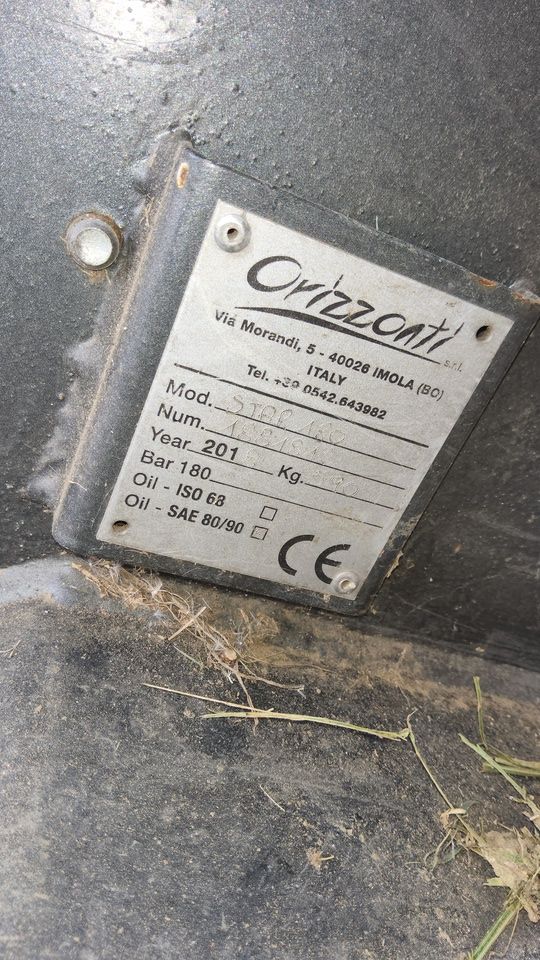 Orizzonti s.r.l.
Via Morandi, 5 - 40026 IMOLA (BO)
ITALY
Tel. +39 0542.643982
Mod. 180
Num.
Year 201 Kg.
Bar 180
Oil - ISO 68
Oil - SAE 80/90
CE